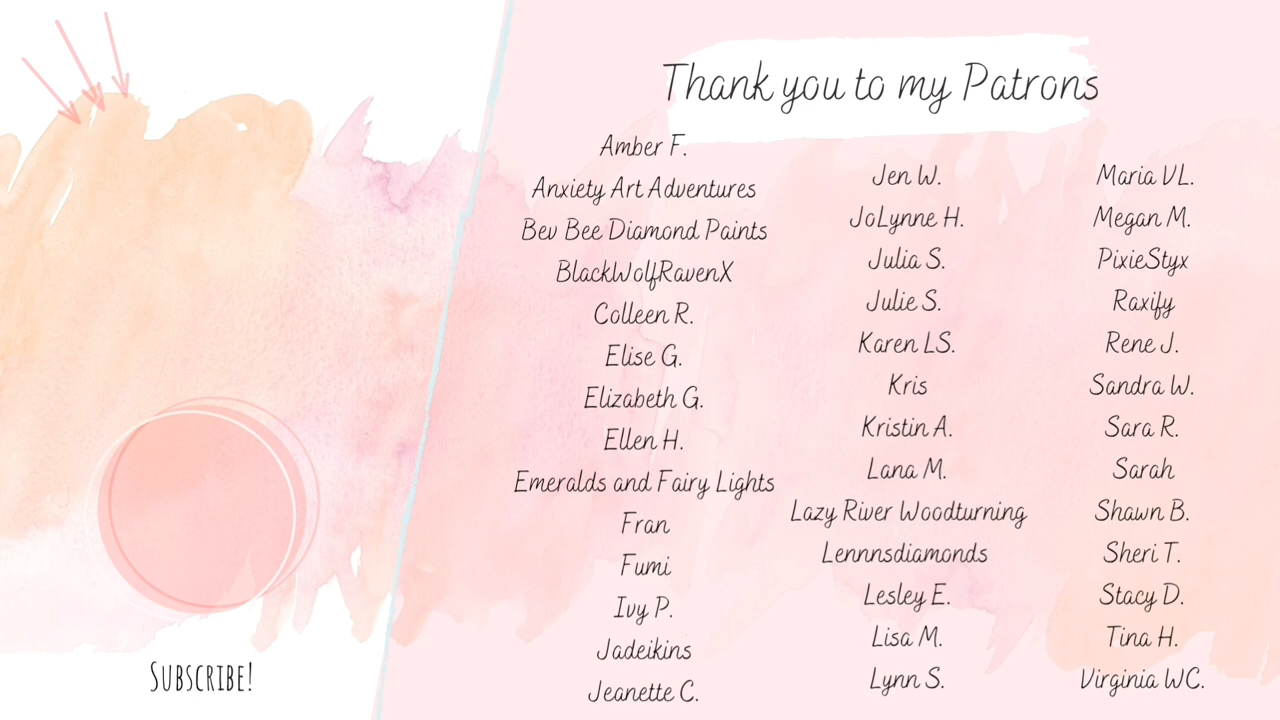 Thank you to my Patrons
Amber F.
Anxiety Art Adventures
Bev Bee Diamond Paints
BlackWolfRavenX
Colleen R.
Elise G.
Elizabeth G.
Ellen H.
Emeralds and Fairy Lights
Fran
Fumi
Ivy P.
Jadeikins
Jeanette C.
Jen W.
JoLynne H.
Julia S.
Julie S.
Karen LS.
Kris
Kristin A.
Lana M.
Lazy River Woodturning
Lennnsdiamonds
Lesley E.
Lisa M.
Lynn S.
Maria VL.
Megan M.
PixieStyx
Raxify
Rene J.
Sandra W.
Sara R.
Sarah
Shawn B.
Sheri T.
Stacy D.
Tina H.
Virginia WC.
Subscribe!